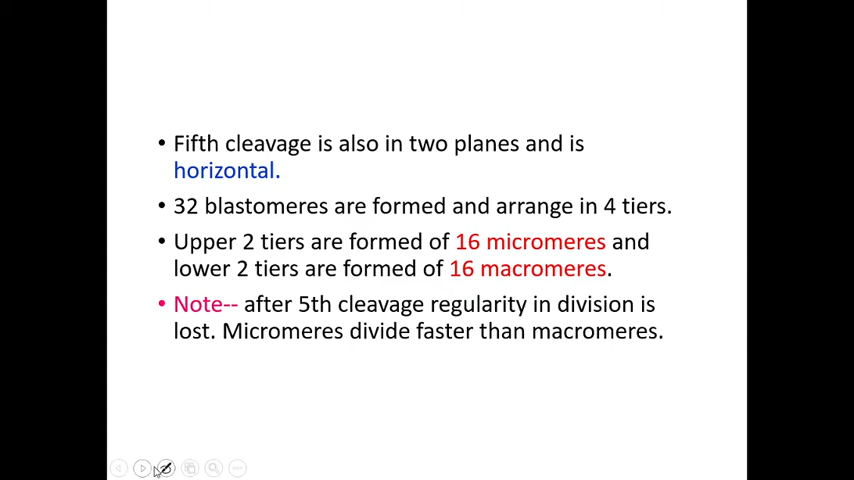 • Fifth cleavage is also in two planes and is
horizontal.
• 32 blastomeres are formed and arrange in 4 tiers.
• Upper 2 tiers are formed of 16 micromeres and
lower 2 tiers are formed of 16 macromeres.
• Note-- after 5th cleavage regularity in division is
lost. Micromeres divide faster than macromeres.